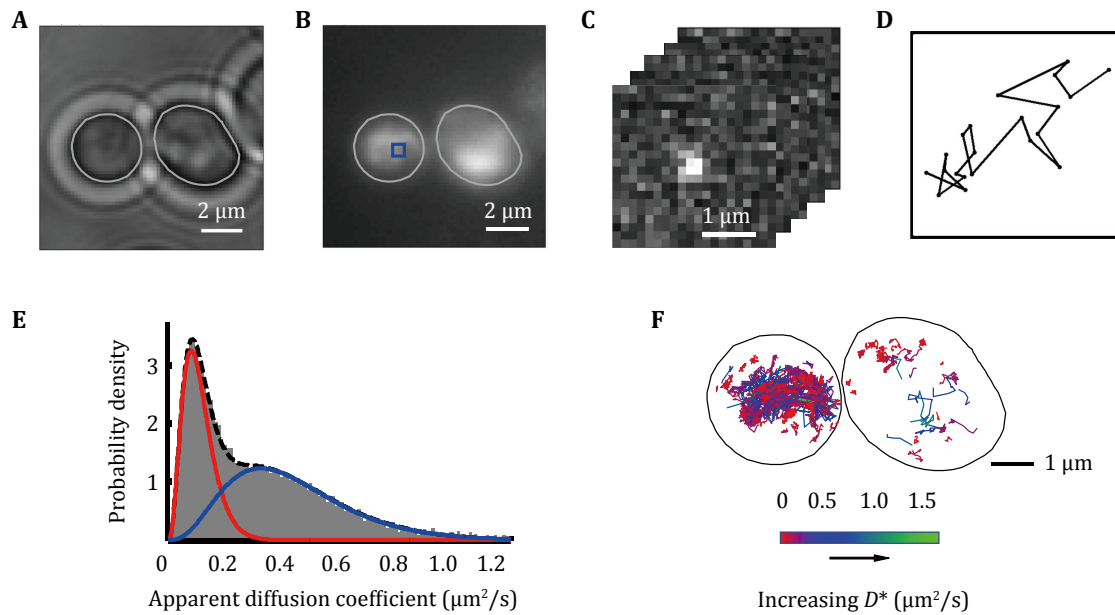 A
B
C
D
2 μm
2 μm
1 μm
E
F
Probability density
3
2
1
0 0.2 0.4 0.6 0.8 1.0 1.2
Apparent diffusion coefficient (μm²/s)
1 μm
0 0.5 1.0 1.5
Increasing D* (μm²/s)